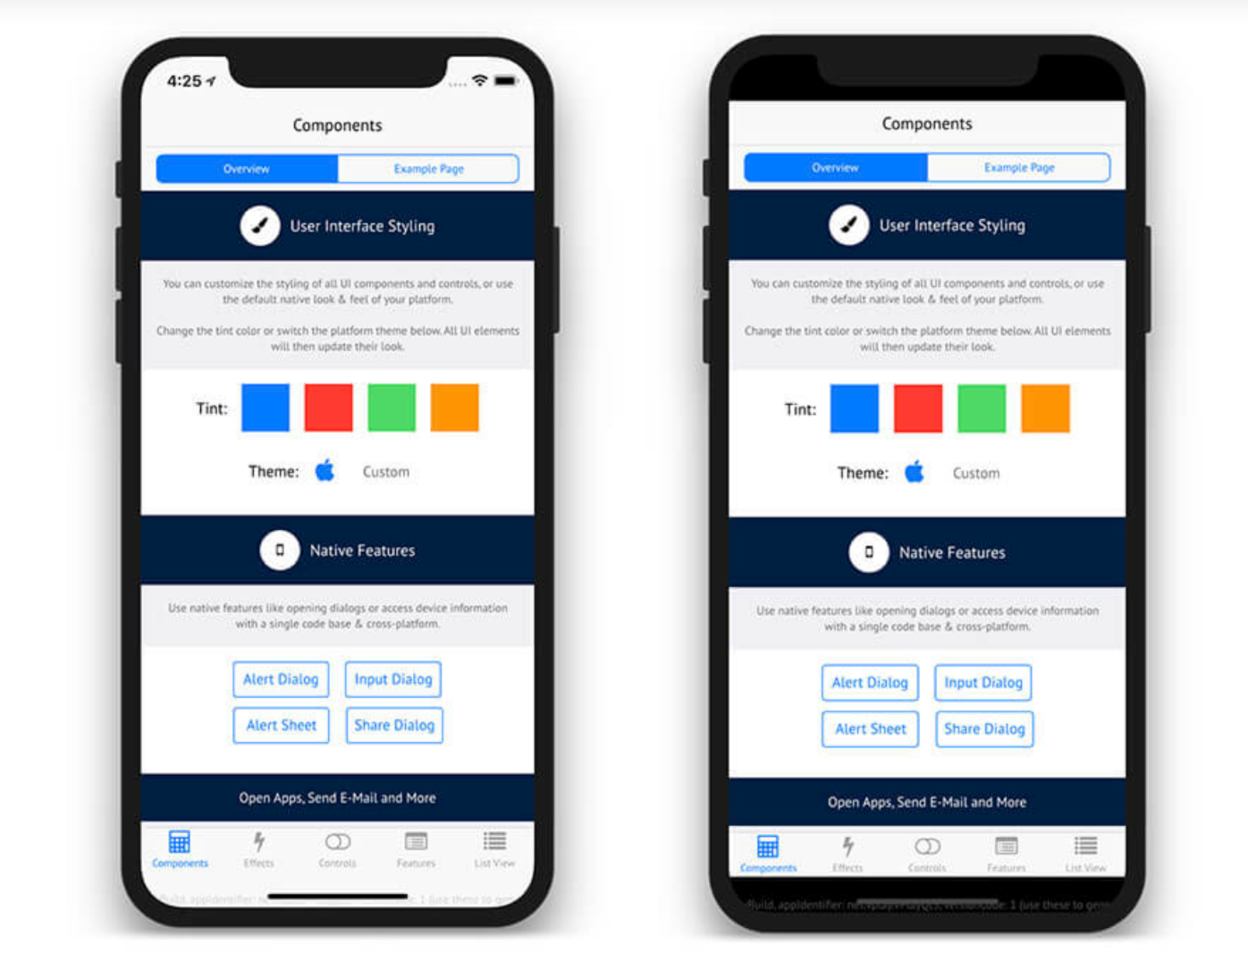 4:25
Components
Overview
Example Page
User Interface Styling
You can customize the styling of all UI components and controls, or use
the default native look & feel of your platform.
Change the tint color or switch the platform theme below. All UI elements
will then update their look.
Tint:
Theme:
Custom
Native Features
Use native features like opening dialogs or access device information
with a single code base & cross-platform.
Alert Dialog
Input Dialog
Alert Sheet
Share Dialog
Open Apps, Send E-Mail and More
Components
Effects
Controls
Features
List View
Build, appIdentifier:
1 (use these to
Components
Overview
Example Page
User Interface Styling
You can customize the styling of all UI components and controls, or use
the default native look & feel of your platform.
Change the tint color or switch the platform theme below. All UI elements
will then update their look.
Tint:
Theme:
Custom
Native Features
Use native features like opening dialogs or access device information
with a single code base & cross-platform.
Alert Dialog
Input Dialog
Alert Sheet
Share Dialog
Open Apps, Send E-Mail and More
Components
Effects
Controls
Features
List View
Build, appIdentifier: 1 (use these to